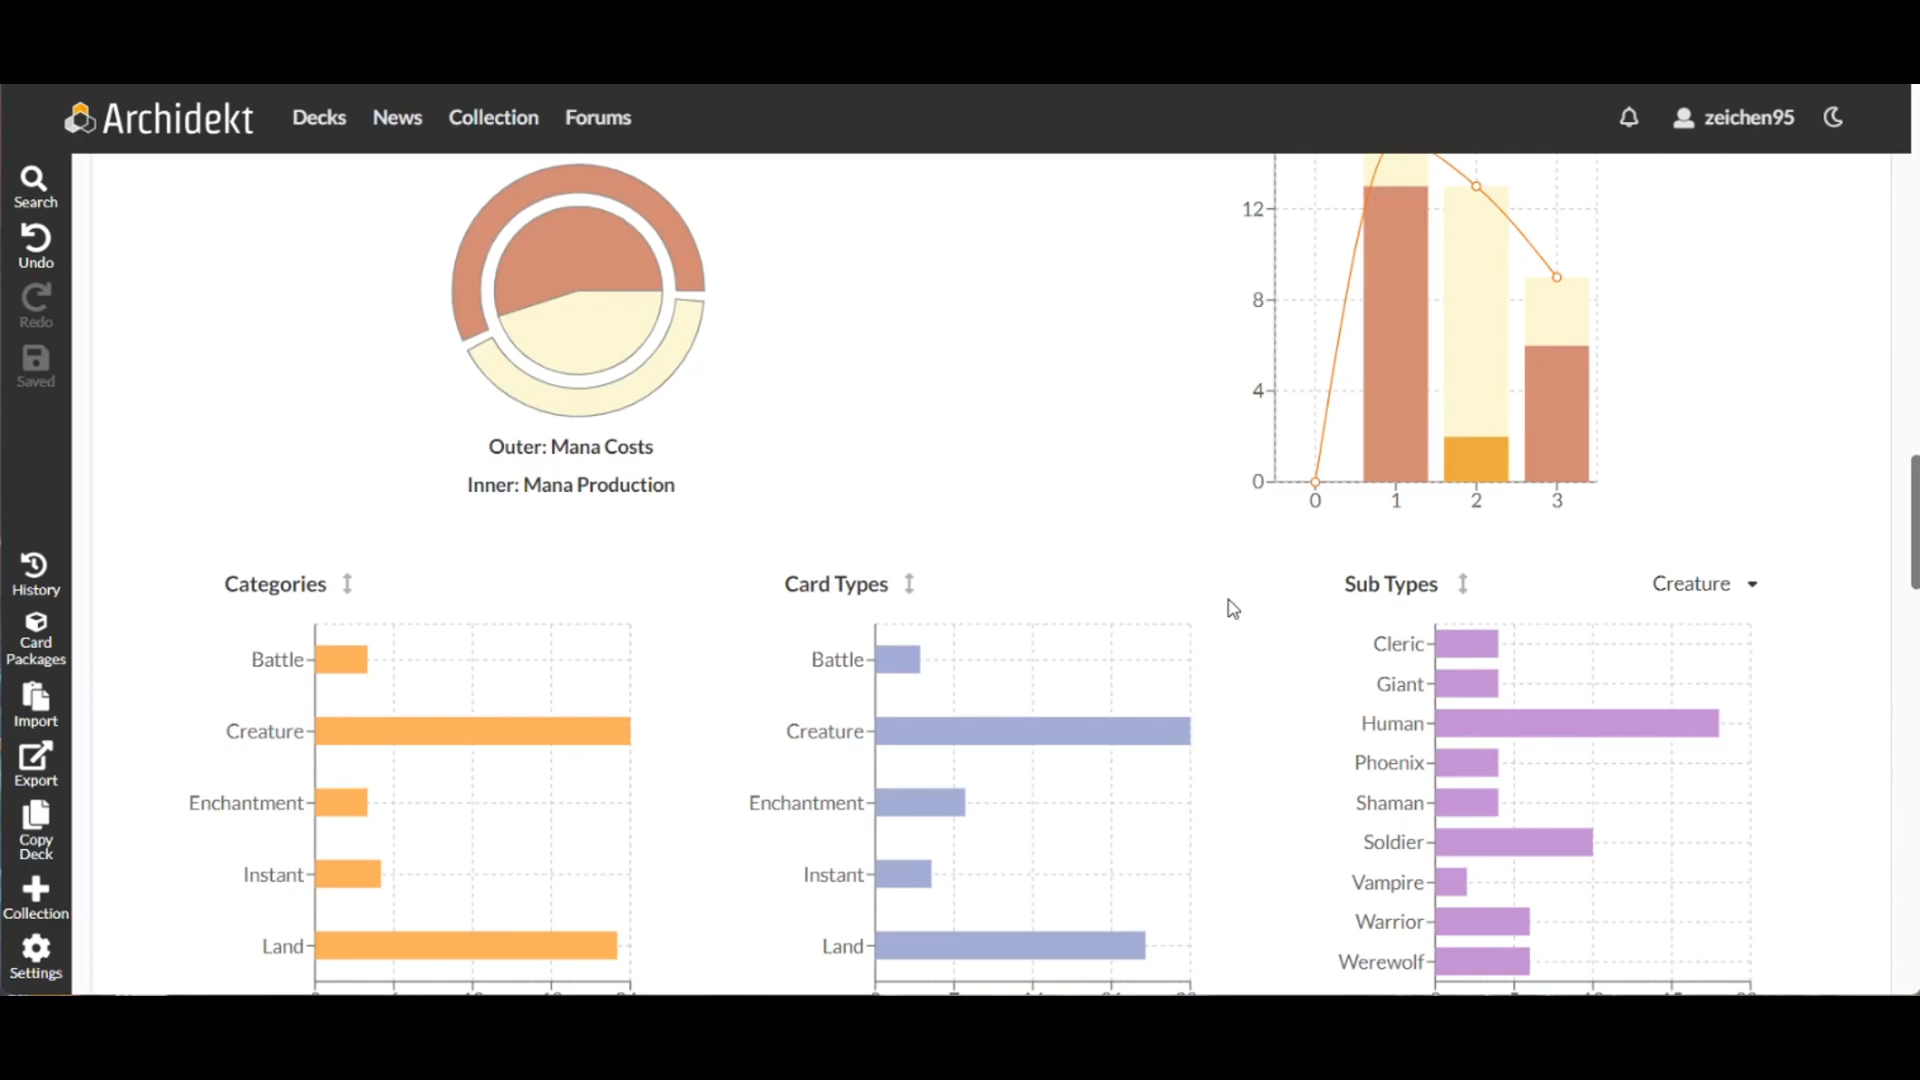 Archidekt Decks News Collection Forums zeichen95
Search
Undo
Redo
Saved
History
Card
Packages
Import
Export
Copy
Deck
Collection
Settings
Outer: Mana Costs
Inner: Mana Production
12
8
4
0
0 1 2 3
Categories
Battle
Creature
Enchantment
Instant
Land
Card Types
Battle
Creature
Enchantment
Instant
Land
Sub Types Creature
Cleric
Giant
Human
Phoenix
Shaman
Soldier
Vampire
Warrior
Werewolf